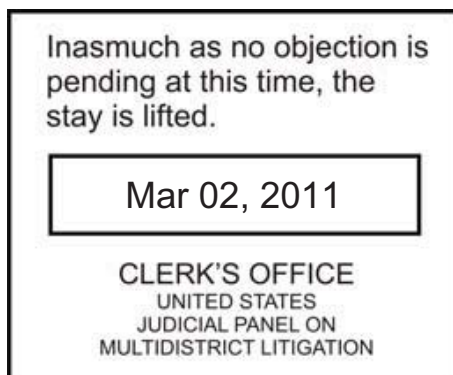 Inasmuch as no objection is
pending at this time, the
stay is lifted.
Mar 02, 2011
CLERK'S OFFICE
UNITED STATES
JUDICIAL PANEL ON
MULTIDISTRICT LITIGATION